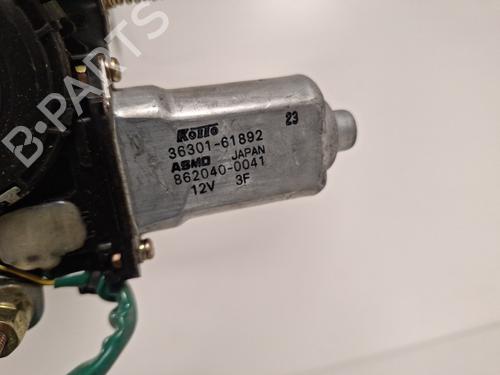 B-PARTS
Koito
36301-61892
23
ASMO JAPAN
862040-0041
12V 3F